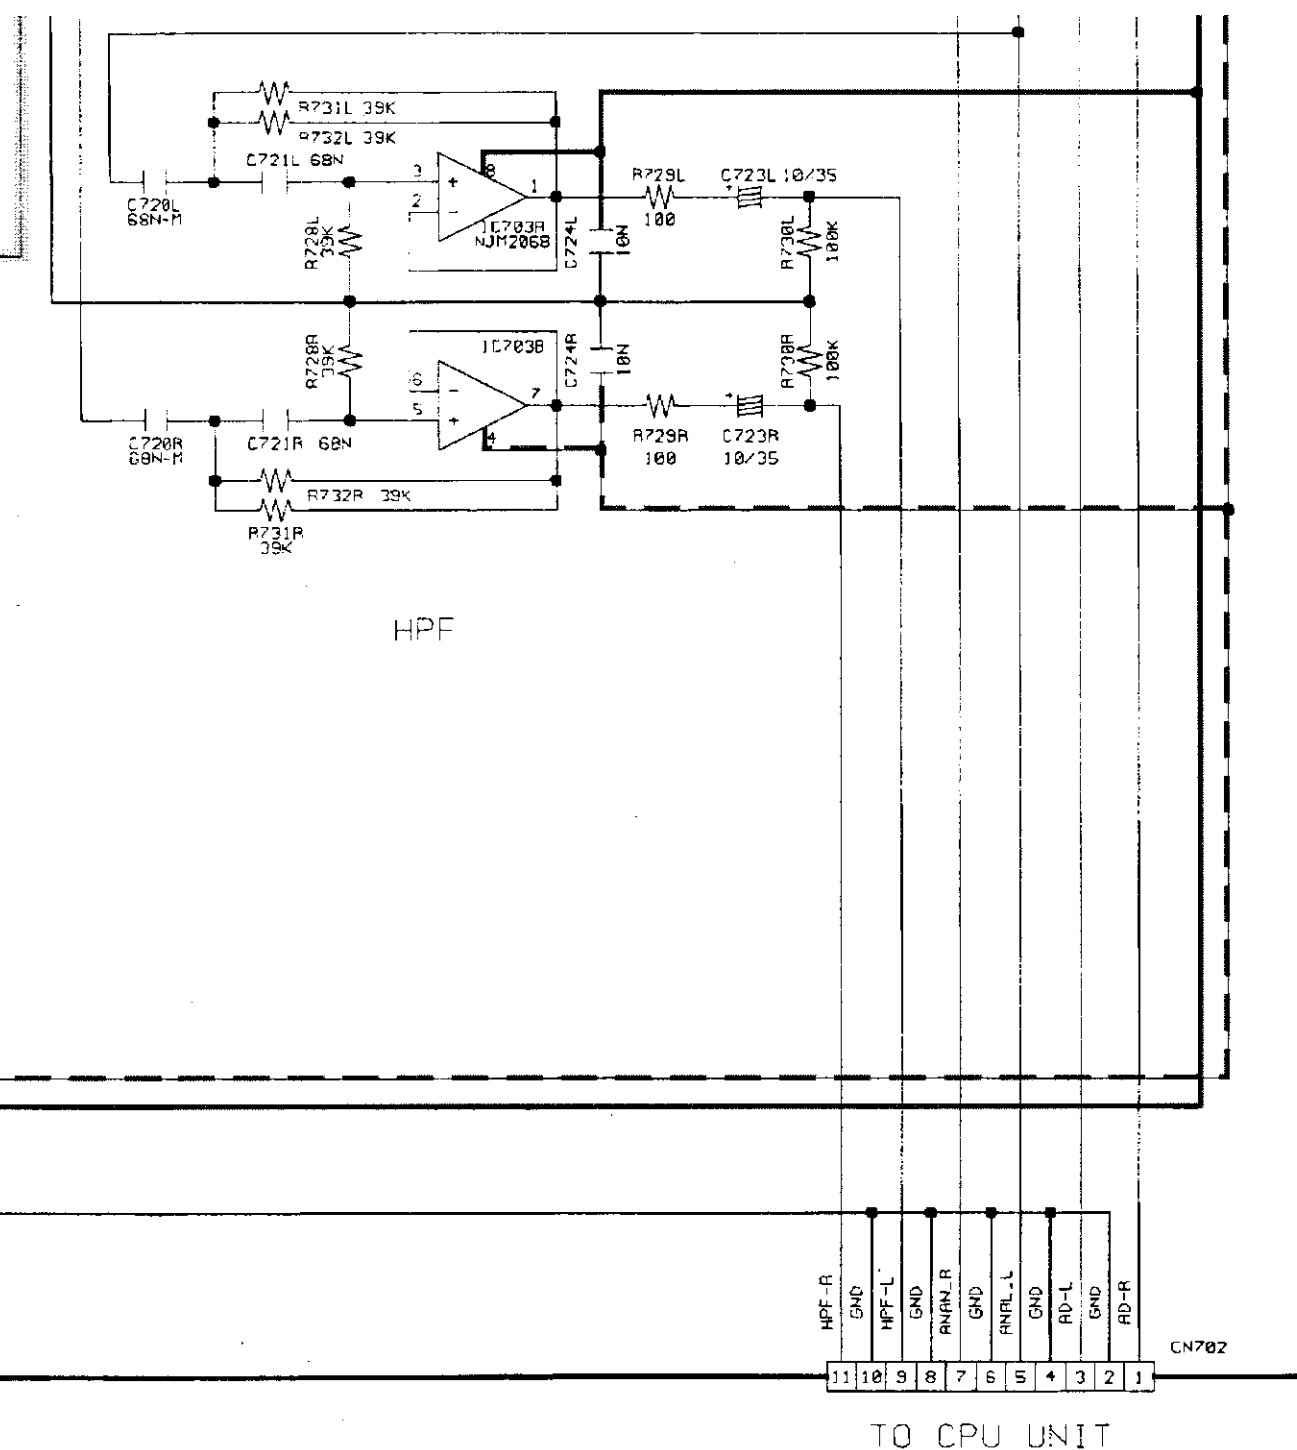 R731L 39K
R732L 39K
C721L 68N
3
8
1
2
+
-
C720L
68N-M
R728L
39K
IC703A
NJM2068
C724L
10N
R729L
100
C723L 10/35
+
R730L
100K
R728R
39K
IC703B
6
5
7
4
-
+
C724R
10N
R730R
100K
+
C720R
68N-M
C721R 68N
R729R
100
C723R
10/35
R732R 39K
R731R
39K
HPF
HPF-R
GND
HPF-L
GND
ANAL_R
GND
ANAL_L
GND
AD-L
GND
AD-R
CN702
11 10 9 8 7 6 5 4 3 2 1
TO CPU UNIT